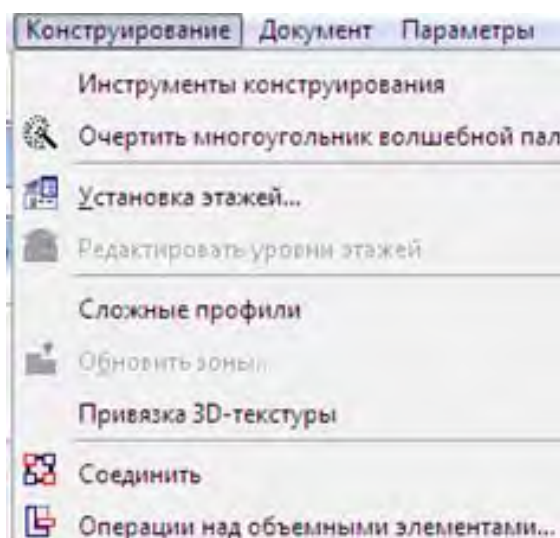 Конструирование Документ Параметры
Инструменты конструирования
Очертить многоугольник волшебной пал
Установка этажей...
Редактировать уровни этажей
Сложные профили
Обновить зоны...
Привязка 3D-текстуры
Соединить
Операции над объемными элементами...